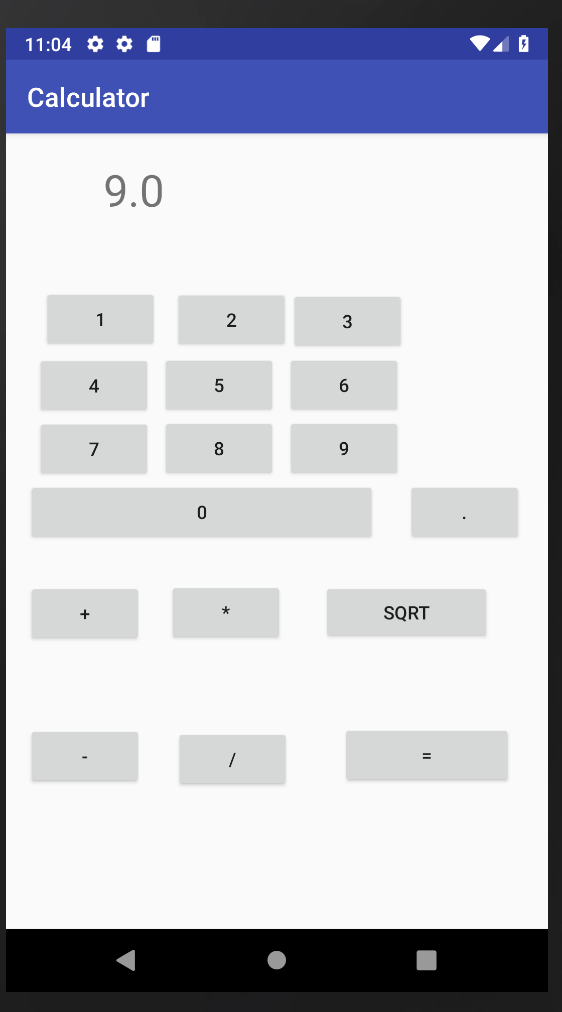 11:04
Calculator
9.0
1 2 3
4 5 6
7 8 9
0 .
+ * SQRT
- / =